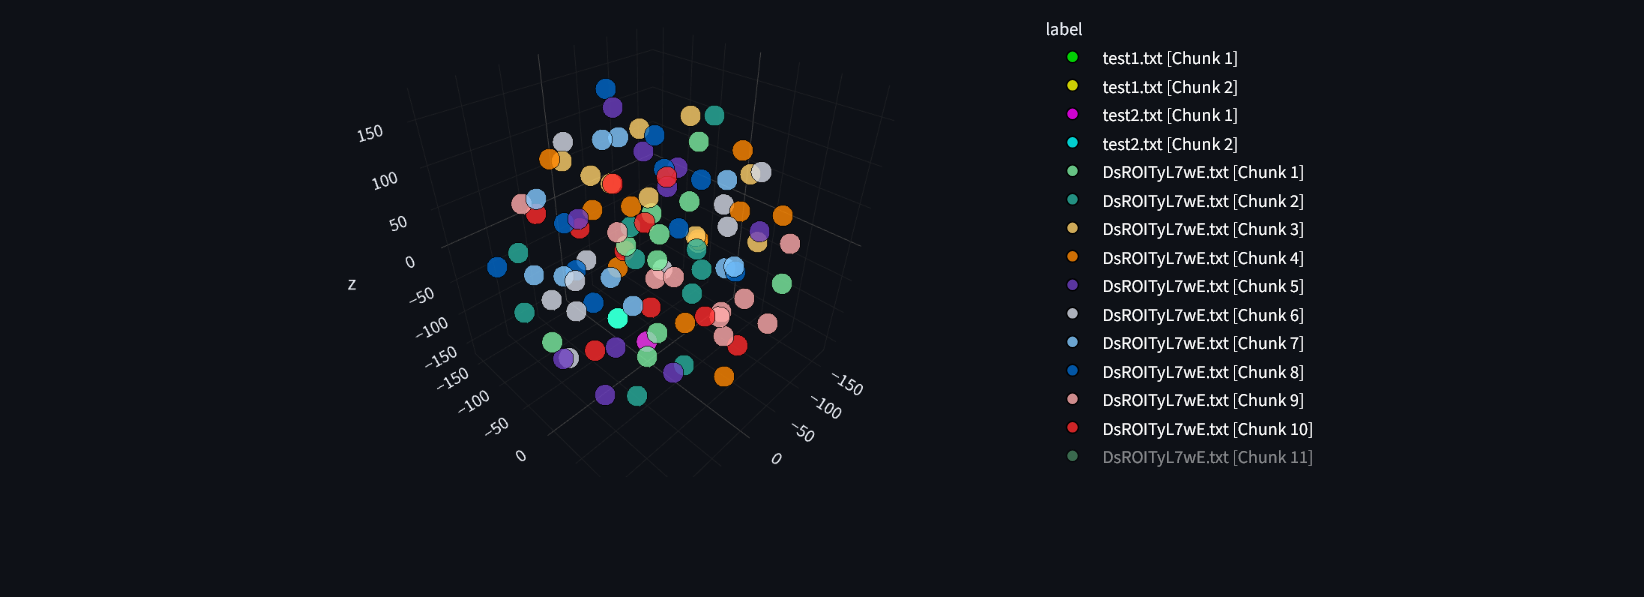 label
test1.txt [Chunk 1]
test1.txt [Chunk 2]
test2.txt [Chunk 1]
test2.txt [Chunk 2]
DsROITyL7wE.txt [Chunk 1]
DsROITyL7wE.txt [Chunk 2]
DsROITyL7wE.txt [Chunk 3]
DsROITyL7wE.txt [Chunk 4]
DsROITyL7wE.txt [Chunk 5]
DsROITyL7wE.txt [Chunk 6]
DsROITyL7wE.txt [Chunk 7]
DsROITyL7wE.txt [Chunk 8]
DsROITyL7wE.txt [Chunk 9]
DsROITyL7wE.txt [Chunk 10]
DsROITyL7wE.txt [Chunk 11]
150
100
50
0
z
−50
−100
−150
−150
−100
−50
0
−150
−100
−50
0